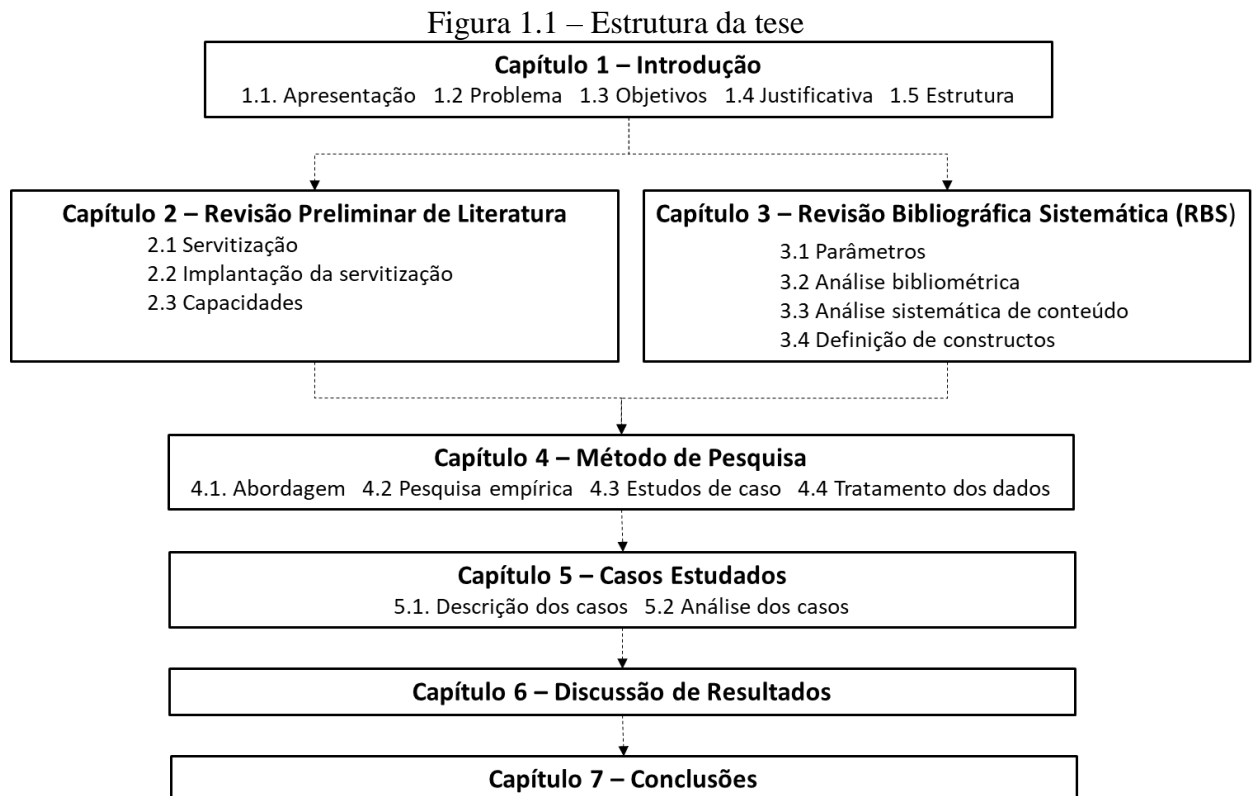 Figura 1.1 – Estrutura da tese
Capítulo 1 – Introdução
1.1. Apresentação 1.2 Problema 1.3 Objetivos 1.4 Justificativa 1.5 Estrutura
Capítulo 2 – Revisão Preliminar de Literatura
2.1 Servitização
2.2 Implantação da servitização
2.3 Capacidades
Capítulo 3 – Revisão Bibliográfica Sistemática (RBS)
3.1 Parâmetros
3.2 Análise bibliométrica
3.3 Análise sistemática de conteúdo
3.4 Definição de constructos
Capítulo 4 – Método de Pesquisa
4.1. Abordagem 4.2 Pesquisa empírica 4.3 Estudos de caso 4.4 Tratamento dos dados
Capítulo 5 – Casos Estudados
5.1. Descrição dos casos 5.2 Análise dos casos
Capítulo 6 – Discussão de Resultados
Capítulo 7 – Conclusões